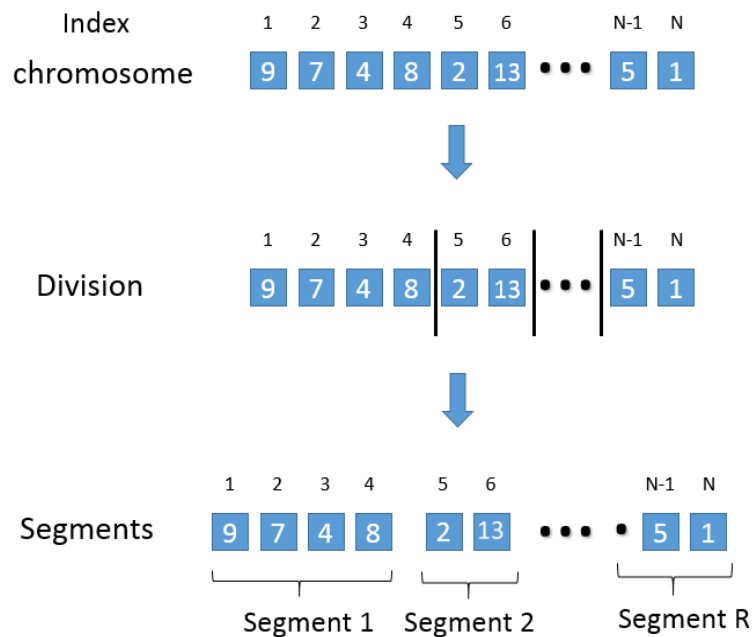 Index 1 2 3 4 5 6 N-1 N
chromosome 9 7 4 8 2 13 ••• 5 1
1 2 3 4 5 6 N-1 N
Division 9 7 4 8 2 13 ••• 5 1
1 2 3 4 5 6 N-1 N
Segments 9 7 4 8 2 13 ••• • 5 1
Segment 1 Segment 2 Segment R